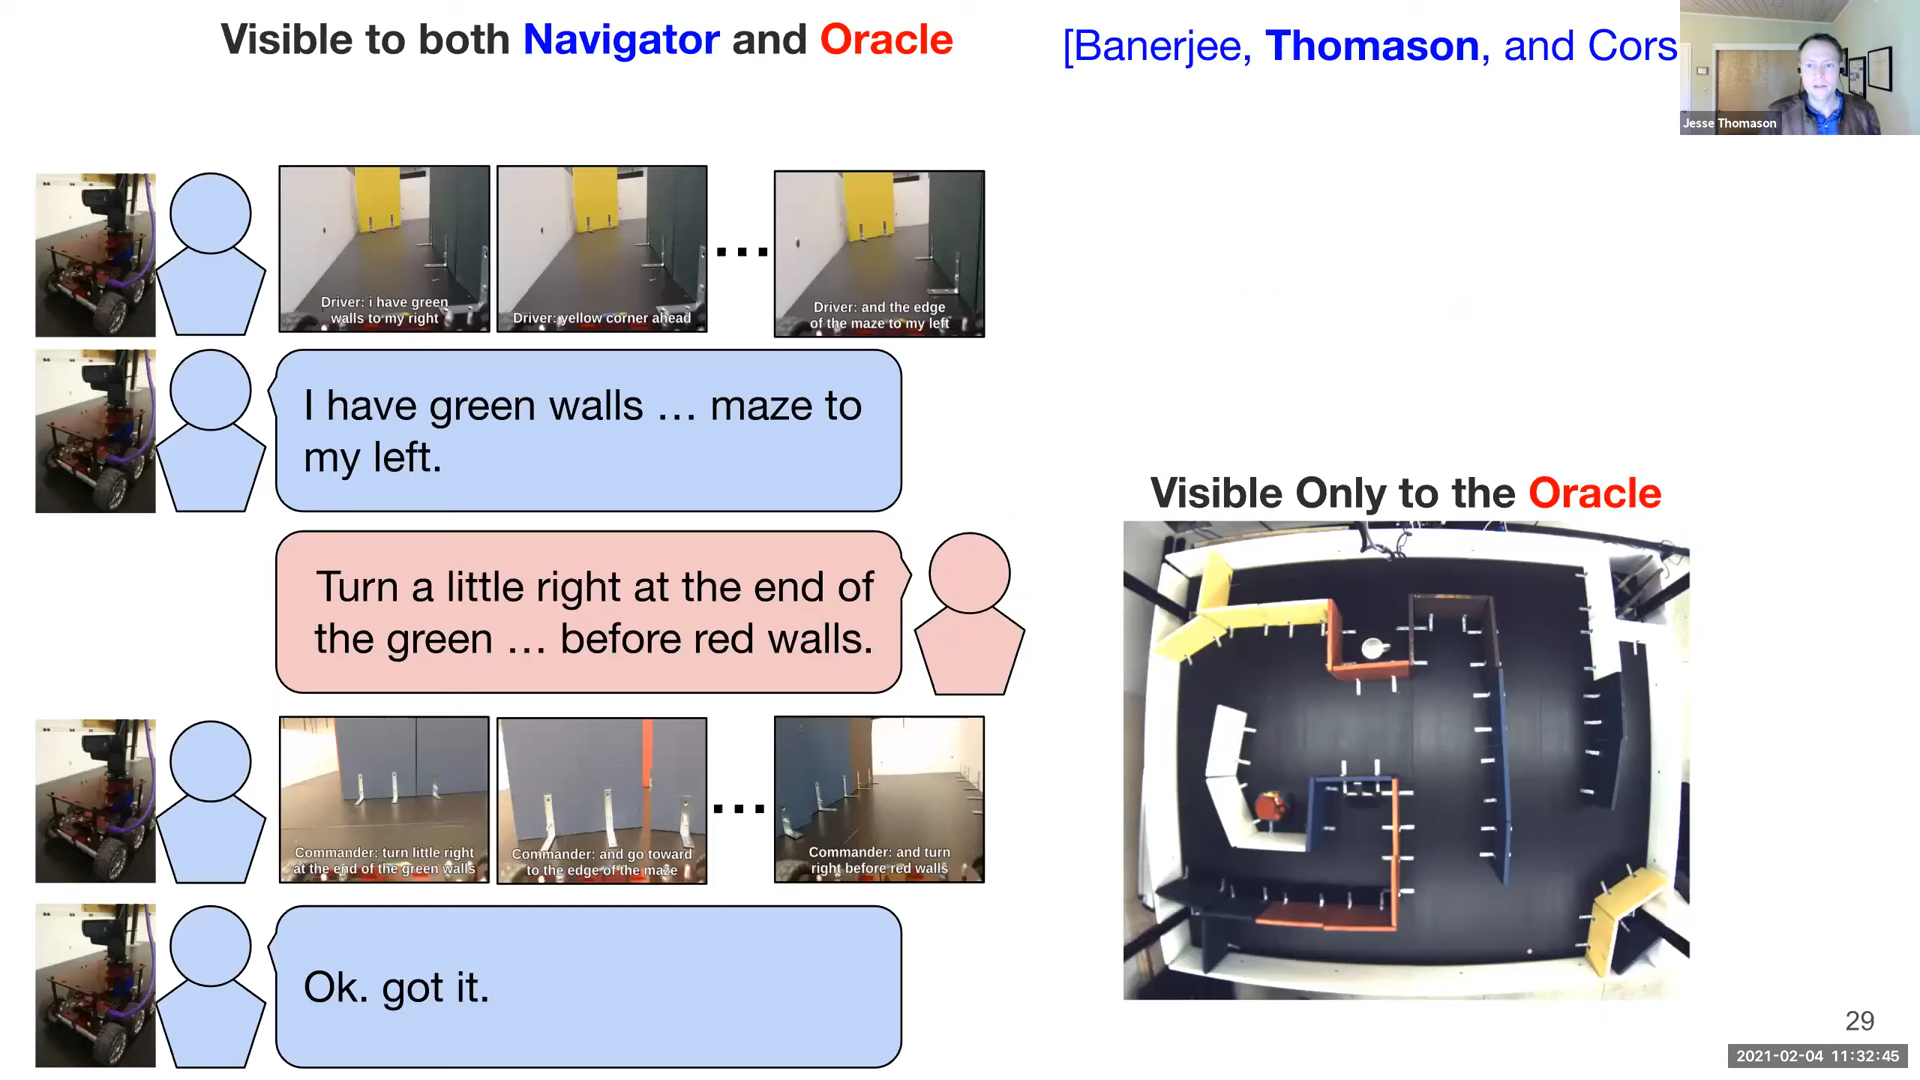 Visible to both Navigator and Oracle
[Banerjee, Thomason, and Cors
Jesse Thomason
Driver: i have green
walls to my right
Driver: yellow corner ahead
...
Driver: and the edge
of the maze to my left
I have green walls … maze to
my left.
Turn a little right at the end of
the green … before red walls.
Visible Only to the Oracle
Commander: turn little right
at the end of the green walls
Commander: and go toward
to the edge of the maze
...
Commander: and turn
right before red walls
Ok. got it.
29
2021-02-04 11:32:45